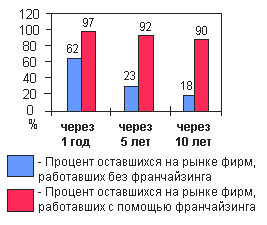 120
100
80
60
40
20
0
%
62
97
23
92
18
90
через
1 год
через
5 лет
через
10 лет
- Процент оставшихся на рынке фирм,
работавших без франчайзинга
- Процент оставшихся на рынке фирм,
работавших с помощью франчайзинга